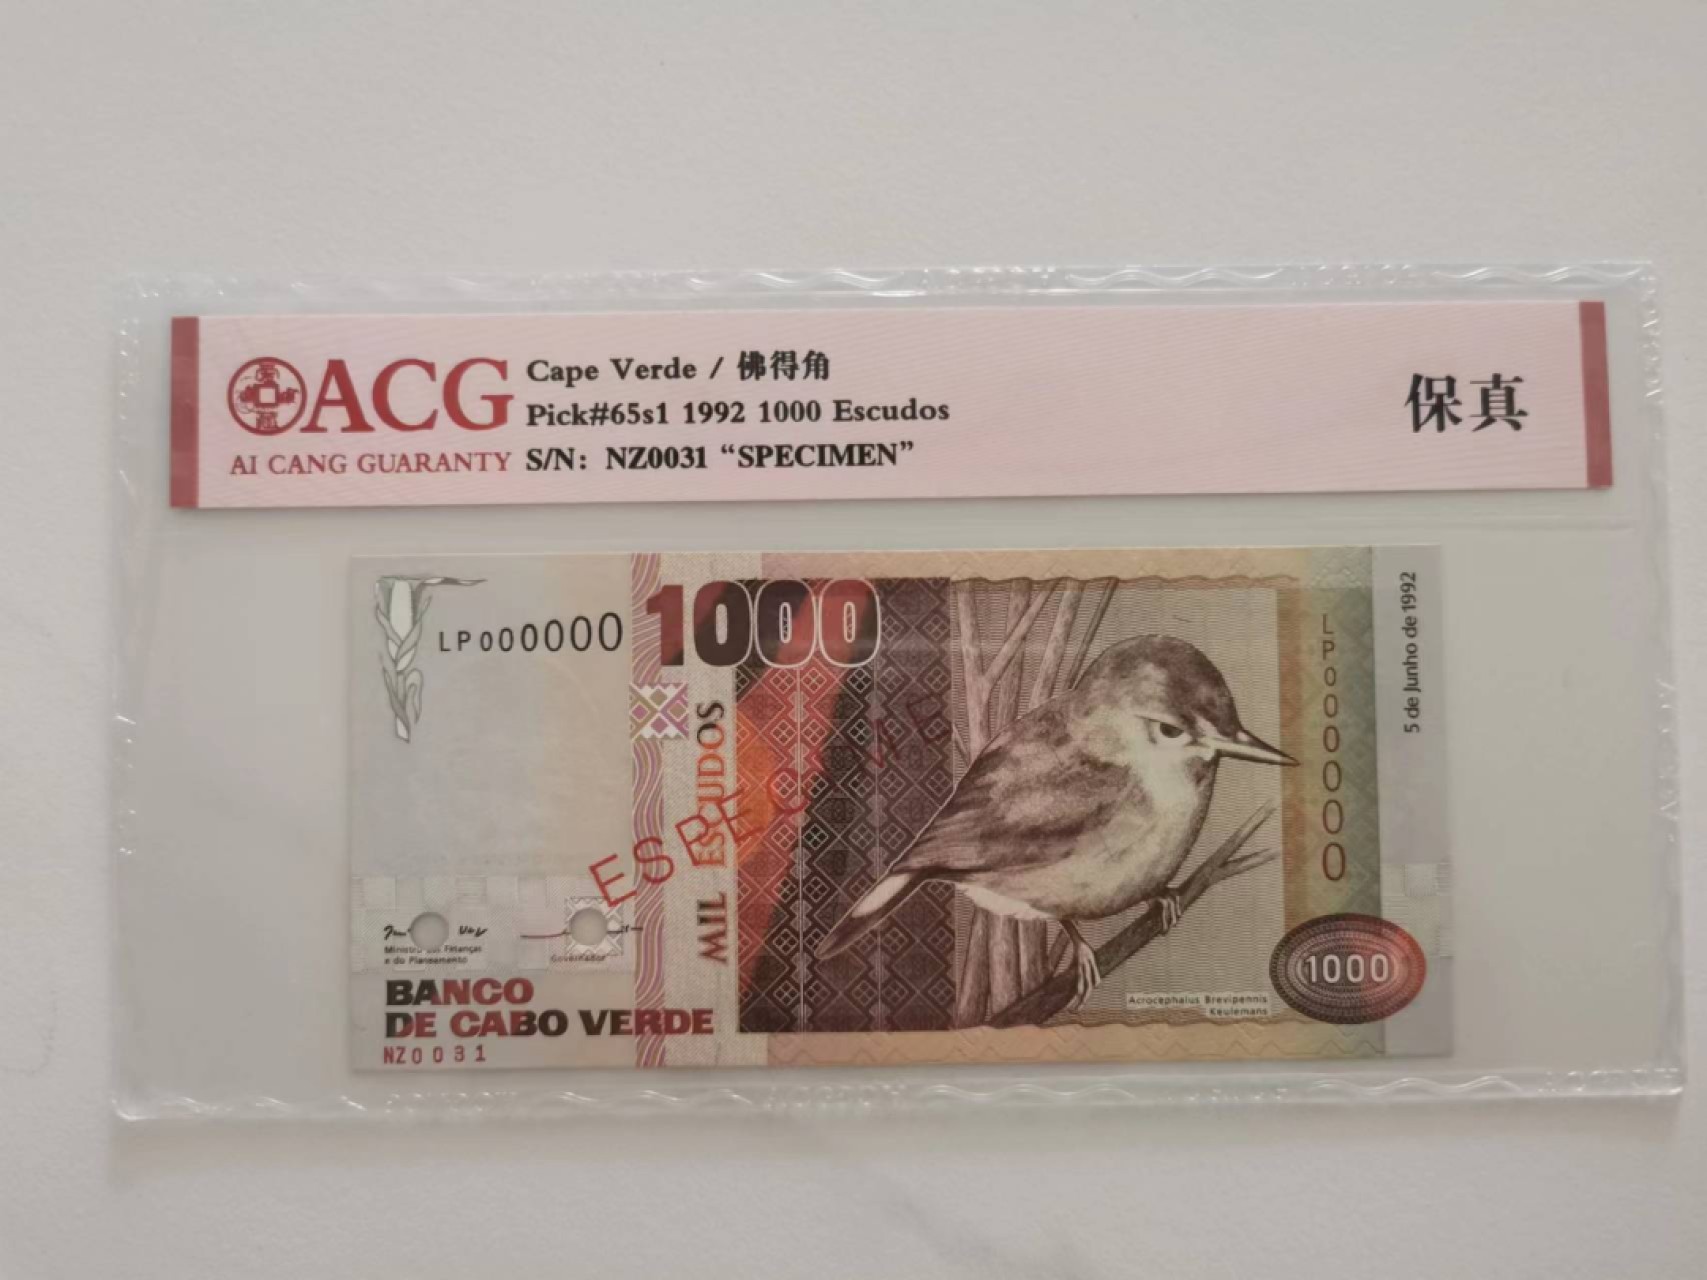 ACG
AI CANG GUARANTY
Cape Verde / 佛得角
Pick#65s1 1992 1000 Escudos
S/N: NZ0031 “SPECIMEN”
保真
LP000000
1000
MIL ESCUDOS
ESPECIME
LP000000
5 de Junho de 1992
Ministro das Finanças
e do Planeamento
Governador
BANCO
DE CABO VERDE
NZ0031
Acrocephalus Brevipennis
Keulemans
1000